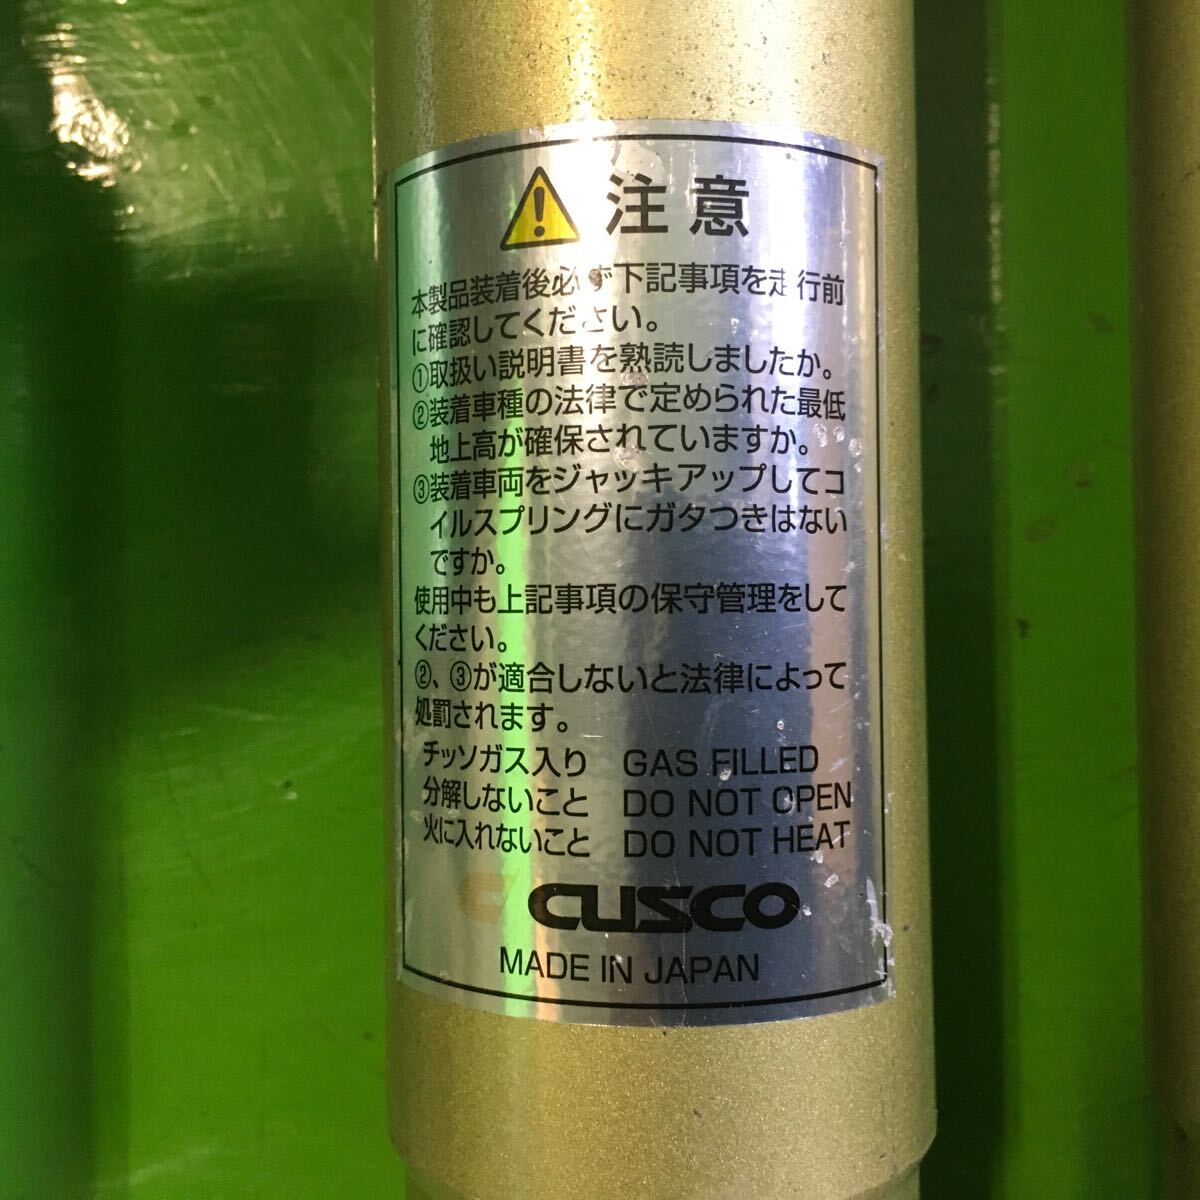 注意
本製品装着後必ず下記事項を走行前
に確認してください。
①取扱い説明書を熟読しましたか。
②装着車種の法律で定められた最低
地上高が確保されていますか。
③装着車両をジャッキアップしてコ
イルスプリングにガタつきはない
ですか。
使用中も上記事項の保守管理をして
ください。
②、③が適合しないと法律によって
処罰されます。
チッソガス入り GAS FILLED
分解しないこと DO NOT OPEN
火に入れないこと DO NOT HEAT
CUSCO
MADE IN JAPAN